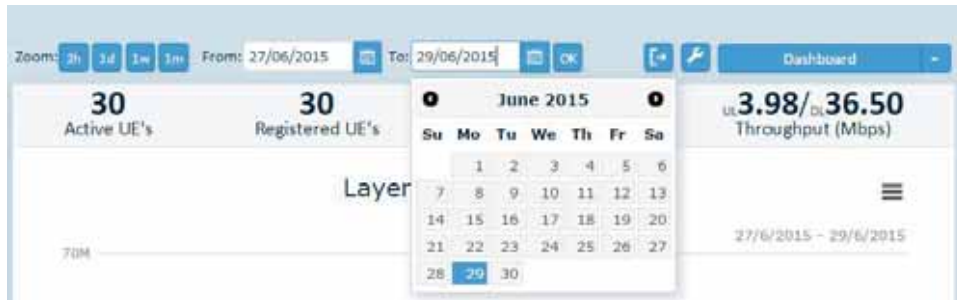 Zoom: 2h 1d 1w 1m From: 27/06/2015 To: 29/06/2015 OK Dashboard
30 30 June 2015 UL3.98/DL36.50
Active UE's Registered UE's Throughput (Mbps)
Su Mo Tu We Th Fr Sa
1 2 3 4 5 6
Layer
7 8 9 10 11 12 13
14 15 16 17 18 19 20
27/6/2015 - 29/6/2015
70M 21 22 23 24 25 26 27
28 29 30